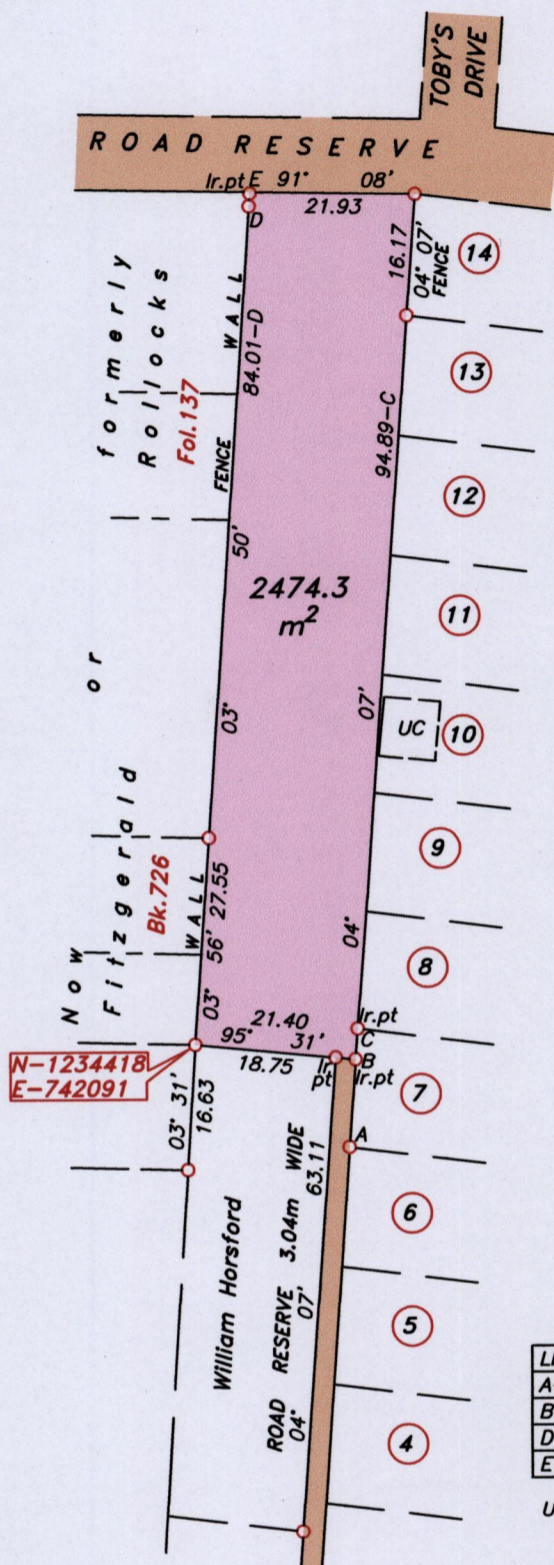 TOBY'S
DRIVE
ROAD RESERVE
Ir.pt E 91° 08'
21.93
D
16.17
04° 07'
FENCE
14
formerly
Rollocks
Fol.137
WALL
84.01-D
FENCE
13
94.89-C
12
50'
2474.3
m²
11
or
03°
07'
UC
10
Now
Fitzgerald
Bk.726
WALL
27.55
56'
03°
9
04°
8
21.40
95° 31'
18.75
Ir.pt
C
Ir
pt
B
Ir.pt
7
N-1234418
E-742091
03° 31'
16.63
A
6
William Horsford
ROAD RESERVE 3.04m WIDE
04° 07' 63.11
5
4
A
B
D
E